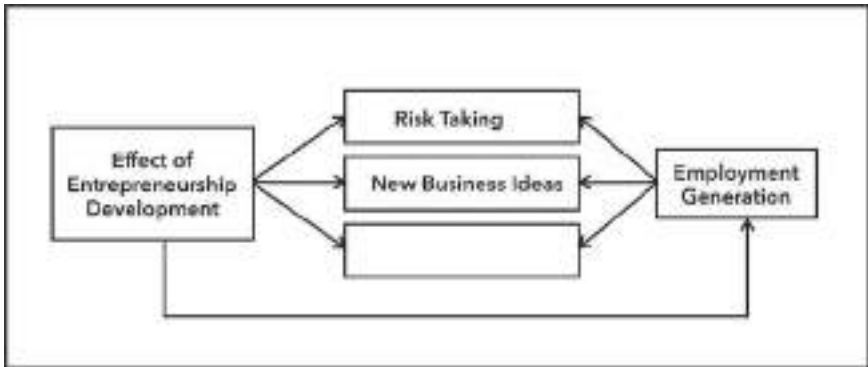 Effect of
Entrepreneurship
Development
Risk Taking
New Business Ideas
Employment
Generation